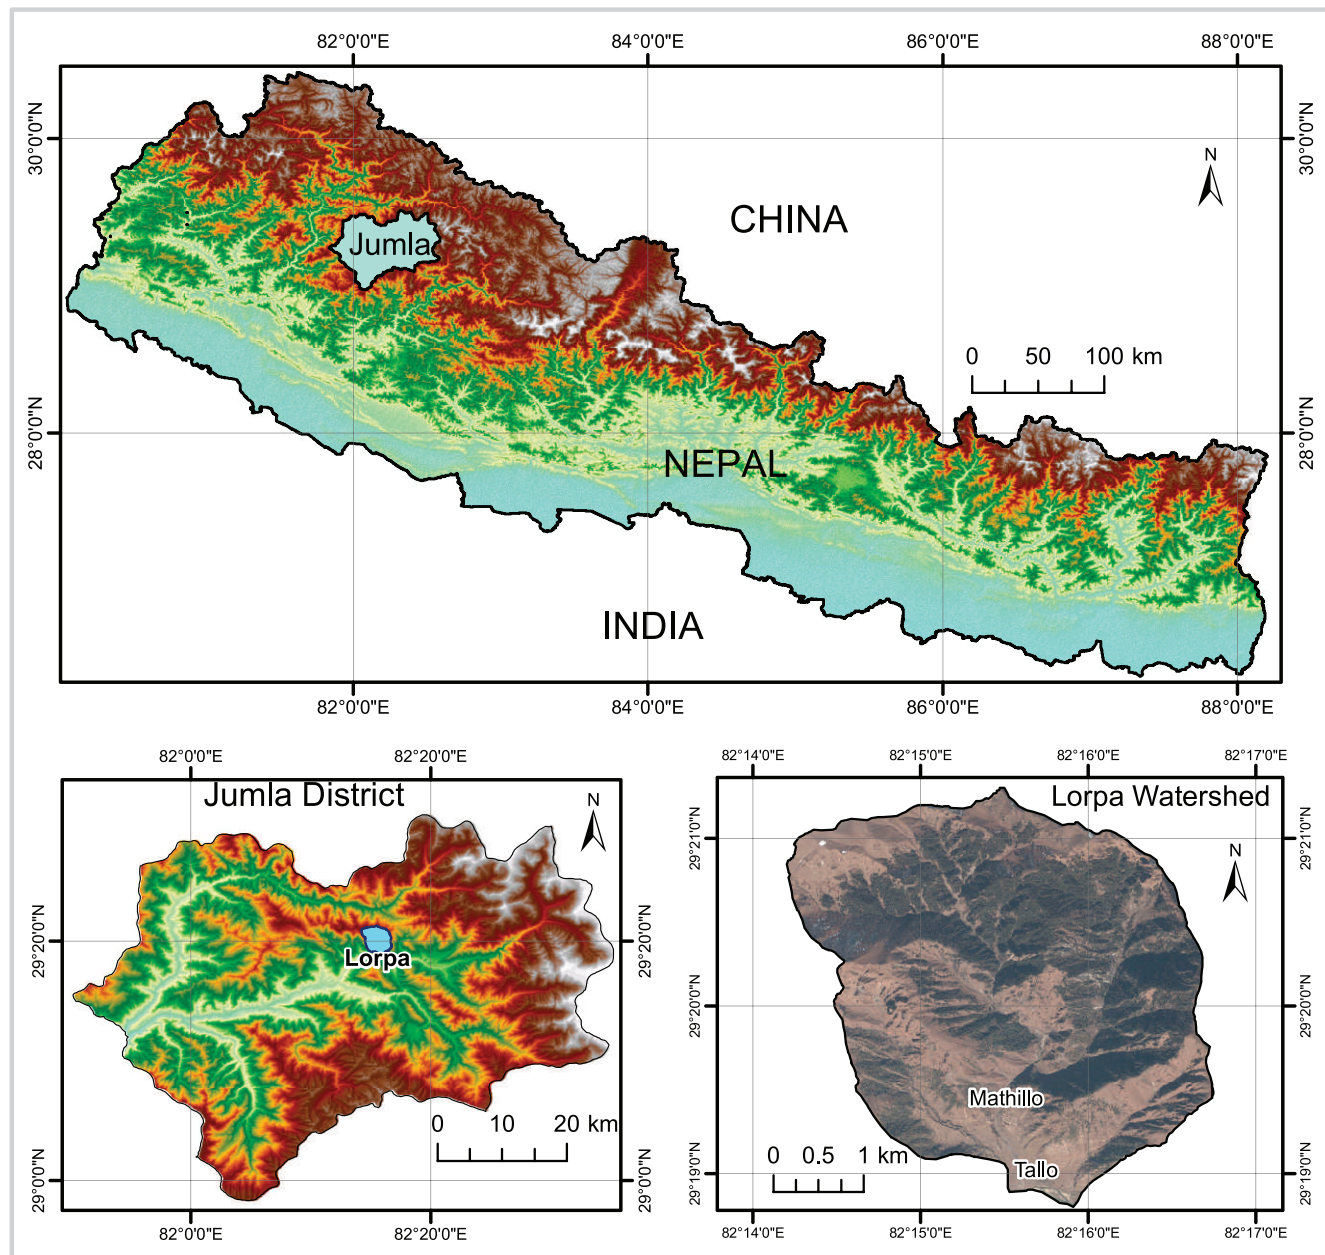 82°0'0"E 84°0'0"E 86°0'0"E 88°0'0"E
30°0'0"N 30°0'0"N
N
CHINA
Jumla
0 50 100 km
28°0'0"N 28°0'0"N
NEPAL
INDIA
82°0'0"E 84°0'0"E 86°0'0"E 88°0'0"E
82°0'0"E 82°20'0"E
Jumla District
N
29°20'0"N 29°20'0"N
Lorpa
0 10 20 km
29°0'0"N 29°0'0"N
82°0'0"E 82°20'0"E
82°14'0"E 82°15'0"E 82°16'0"E 82°17'0"E
Lorpa Watershed
29°21'0"N 29°21'0"N
N
29°20'0"N 29°20'0"N
Mathillo
0 0.5 1 km
Tallo
29°19'0"N 29°19'0"N
82°14'0"E 82°15'0"E 82°16'0"E 82°17'0"E